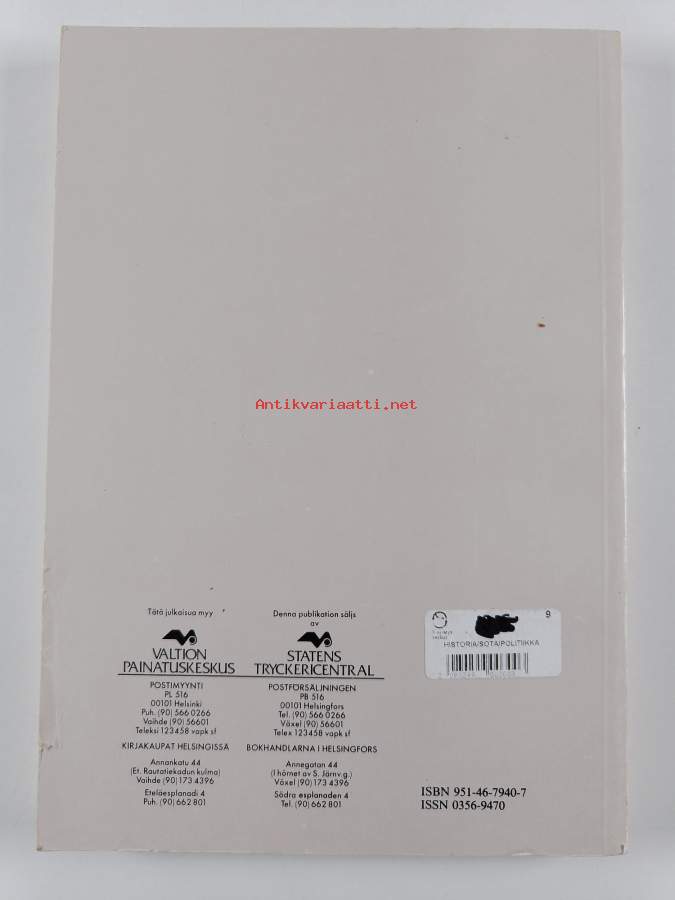 Antikvariaatti.net
Tätä julkaisua myy
VALTION
PAINATUSKESKUS
POSTIMYYNTI
PL 516
00101 Helsinki
Puh. (90) 566 0266
Vaihde (90) 56601
Teleksi 123458 vapk sf
KIRJAKAUPAT HELSINGISSÄ
Annankatu 44
(Et. Rautatiekadun kulma)
Vaihde (90) 173 4396
Eteläesplanadi 4
Puh. (90) 662 801
Denna publikation säljs
av
STATENS
TRYCKERICENTRAL
POSTFÖRSÄLJNINGEN
PB 516
00101 Helsingfors
Tel. (90) 566 0266
Växel (90) 56601
Telex 123458 vapk sf
BOKHANDLARNA I HELSINGFORS
Annegatan 44
(I hörnet av S. Järnv.g.)
Växel (90) 173 4396
Södra esplanaden 4
Tel. (90) 662 801
9
HISTORIA/SOTA/POLITIIKKA
ISBN 951-46-7940-7
ISSN 0356-9470